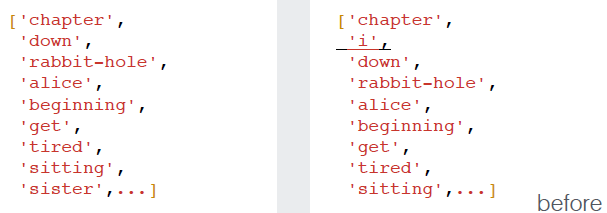 ['chapter',
'down',
'rabbit-hole',
'alice',
'beginning',
'get',
'tired',
'sitting',
'sister',...]
['chapter',
'i',
'down',
'rabbit-hole',
'alice',
'beginning',
'get',
'tired',
'sitting',...]
before